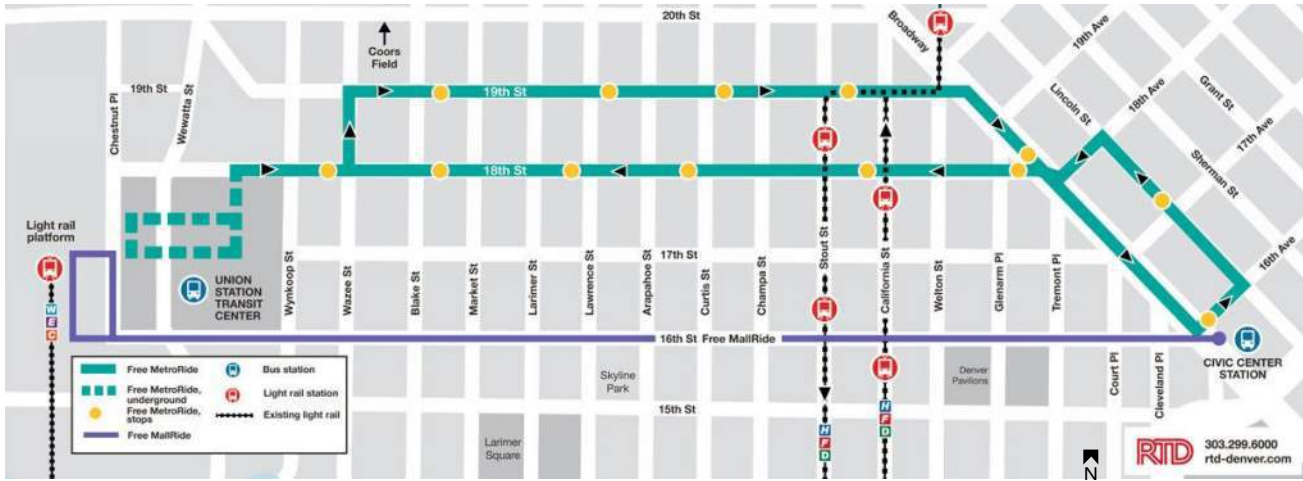 20th St
Broadway
19th Ave
Coors
Field
19th St
Chestnut Pl
Wewatta St
19th St
Lincoln St
18th Ave
Grant St
17th Ave
Sherman St
16th Ave
18th St
Light rail
platform
W
E
C
UNION
STATION
TRANSIT
CENTER
Wynkoop St
Wazee St
Blake St
Market St
Larimer St
Lawrence St
Arapahoe St
17th St
Curtis St
Champa St
Stout St
California St
Welton St
Glenarm Pl
Tremont Pl
16th St Free MallRide
CIVIC CENTER
STATION
Free MetroRide
Free MetroRide,
underground
Free MetroRide,
stops
Free MallRide
Bus station
Light rail station
Existing light rail
Skyline
Park
Denver
Pavilions
Court Pl
Cleveland Pl
15th St
Larimer
Square
H
F
D
H
F
D
N
RTD
303.299.6000
rtd-denver.com